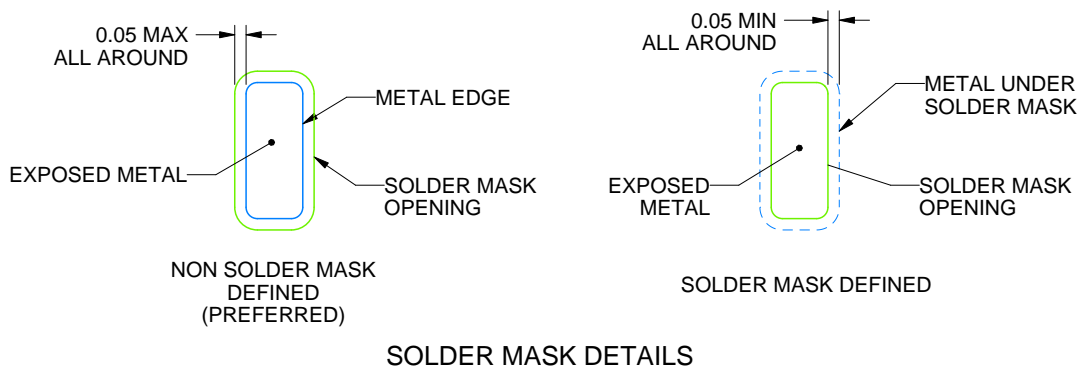 0.05 MAX
ALL AROUND
METAL EDGE
EXPOSED METAL
SOLDER MASK
OPENING
NON SOLDER MASK
DEFINED
(PREFERRED)
0.05 MIN
ALL AROUND
METAL UNDER
SOLDER MASK
EXPOSED
METAL
SOLDER MASK
OPENING
SOLDER MASK DEFINED
SOLDER MASK DETAILS